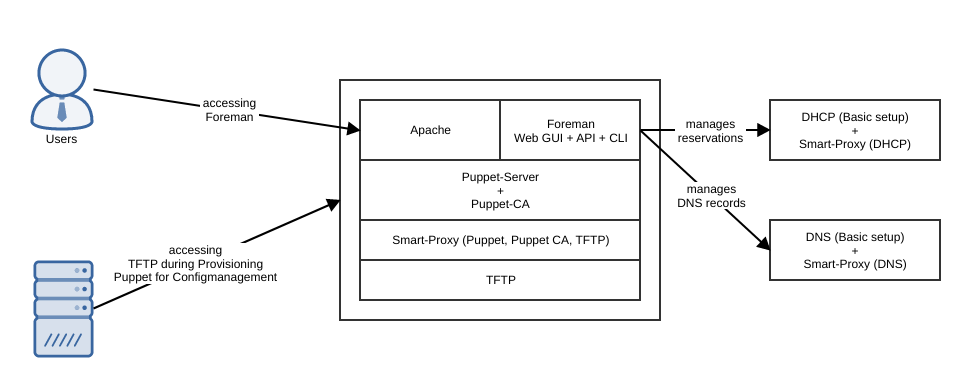 Users
accessing
Foreman
accessing
TFTP during Provisioning
Puppet for Configmanagement
Apache
Foreman
Web GUI + API + CLI
Puppet-Server
+
Puppet-CA
Smart-Proxy (Puppet, Puppet CA, TFTP)
TFTP
manages
reservations
manages
DNS records
DHCP (Basic setup)
+
Smart-Proxy (DHCP)
DNS (Basic setup)
+
Smart-Proxy (DNS)